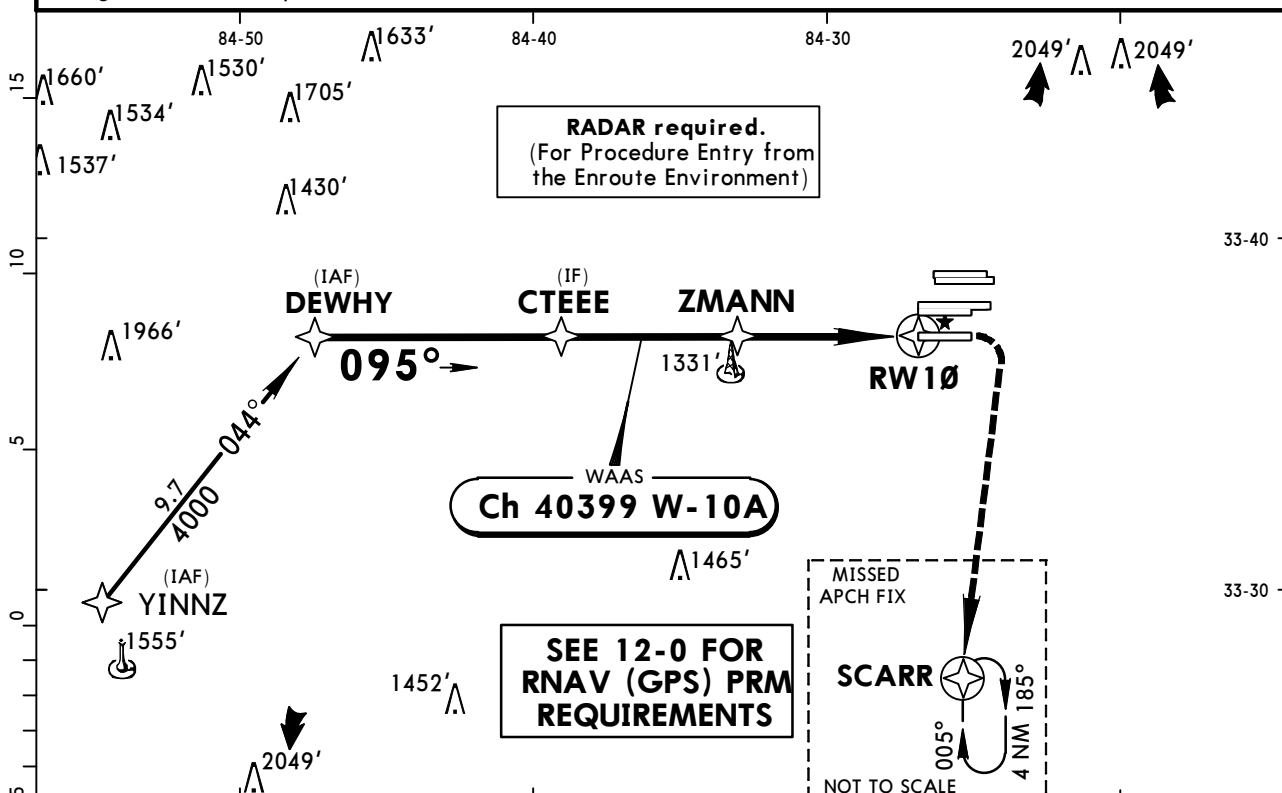 84-50
84-40
84-30
1633'
2049'
2049'
1660'
1530'
15
1534'
1705'
RADAR required.
(For Procedure Entry from
the Enroute Environment)
1537'
1430'
33-40
10
(IAF)
DEWHY
(IF)
CTEEE
ZMANN
1966'
095°
1331'
RW10
5
044°
9.7
4000
WAAS
Ch 40399 W-10A
1465'
(IAF)
YINNZ
MISSED
APCH FIX
33-30
0
1555'
SEE 12-0 FOR
RNAV (GPS) PRM
REQUIREMENTS
SCARR
1452'
005°
4 NM 185°
2049'
NOT TO SCALE